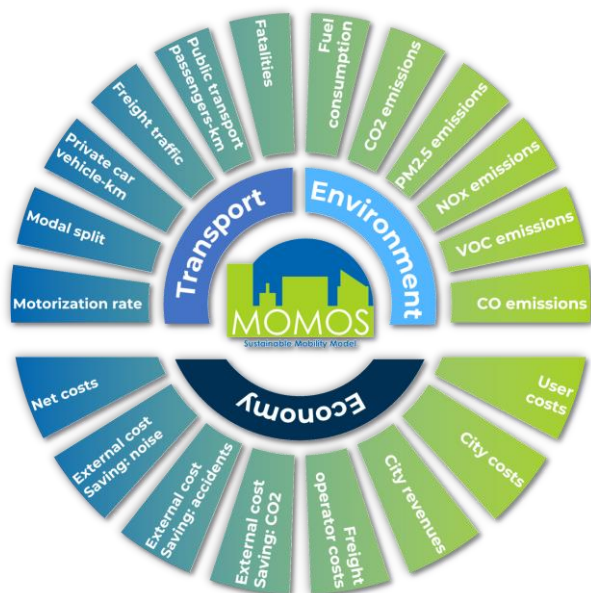 Motorization rate
Modal split
Private car
vehicle-km
Freight traffic
Public transport
passengers-km
Fatalities
Fuel
consumption
CO2 emissions
PM2.5 emissions
NOx emissions
VOC emissions
CO emissions
Transport
Environment
MOMOS
Sustainable Mobility Model
Economy
Net costs
External cost
Saving: noise
External cost
Saving: accidents
External cost
Saving: CO2
Freight
operator costs
City revenues
City costs
User
costs